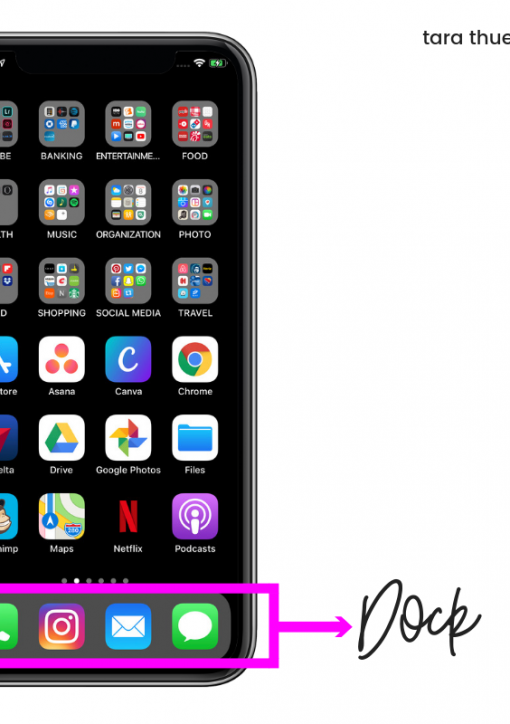 tara thue
BE BANKING ENTERTAINME... FOOD
TH MUSIC ORGANIZATION PHOTO
D SHOPPING SOCIAL MEDIA TRAVEL
tore Asana Canva Chrome
elta Drive Google Photos Files
himp Maps Netflix Podcasts
Dock